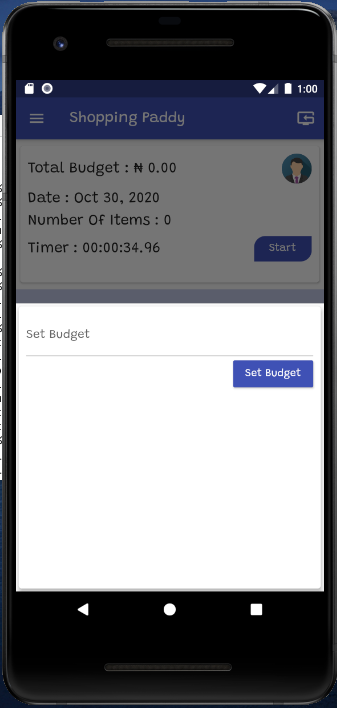 1:00
Shopping Paddy
Total Budget : ₦ 0.00
Date : Oct 30, 2020
Number Of Items : 0
Timer : 00:00:34.96
Start
Set Budget
Set Budget